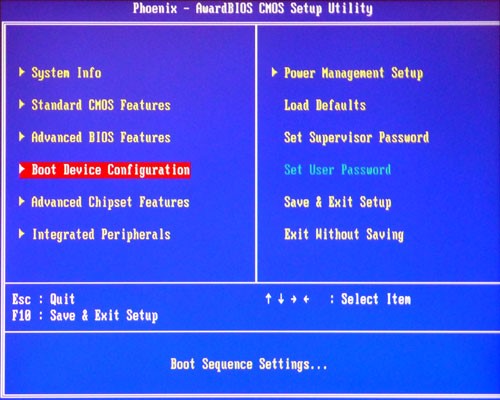 Phoenix - AwardBIOS CMOS Setup Utility
System Info
Standard CMOS Features
Advanced BIOS Features
Boot Device Configuration
Advanced Chipset Features
Integrated Peripherals
Power Management Setup
Load Defaults
Set Supervisor Password
Set User Password
Save & Exit Setup
Exit Without Saving
Esc : Quit
F10 : Save & Exit Setup
↑ ↓ → ← : Select Item
Boot Sequence Settings...